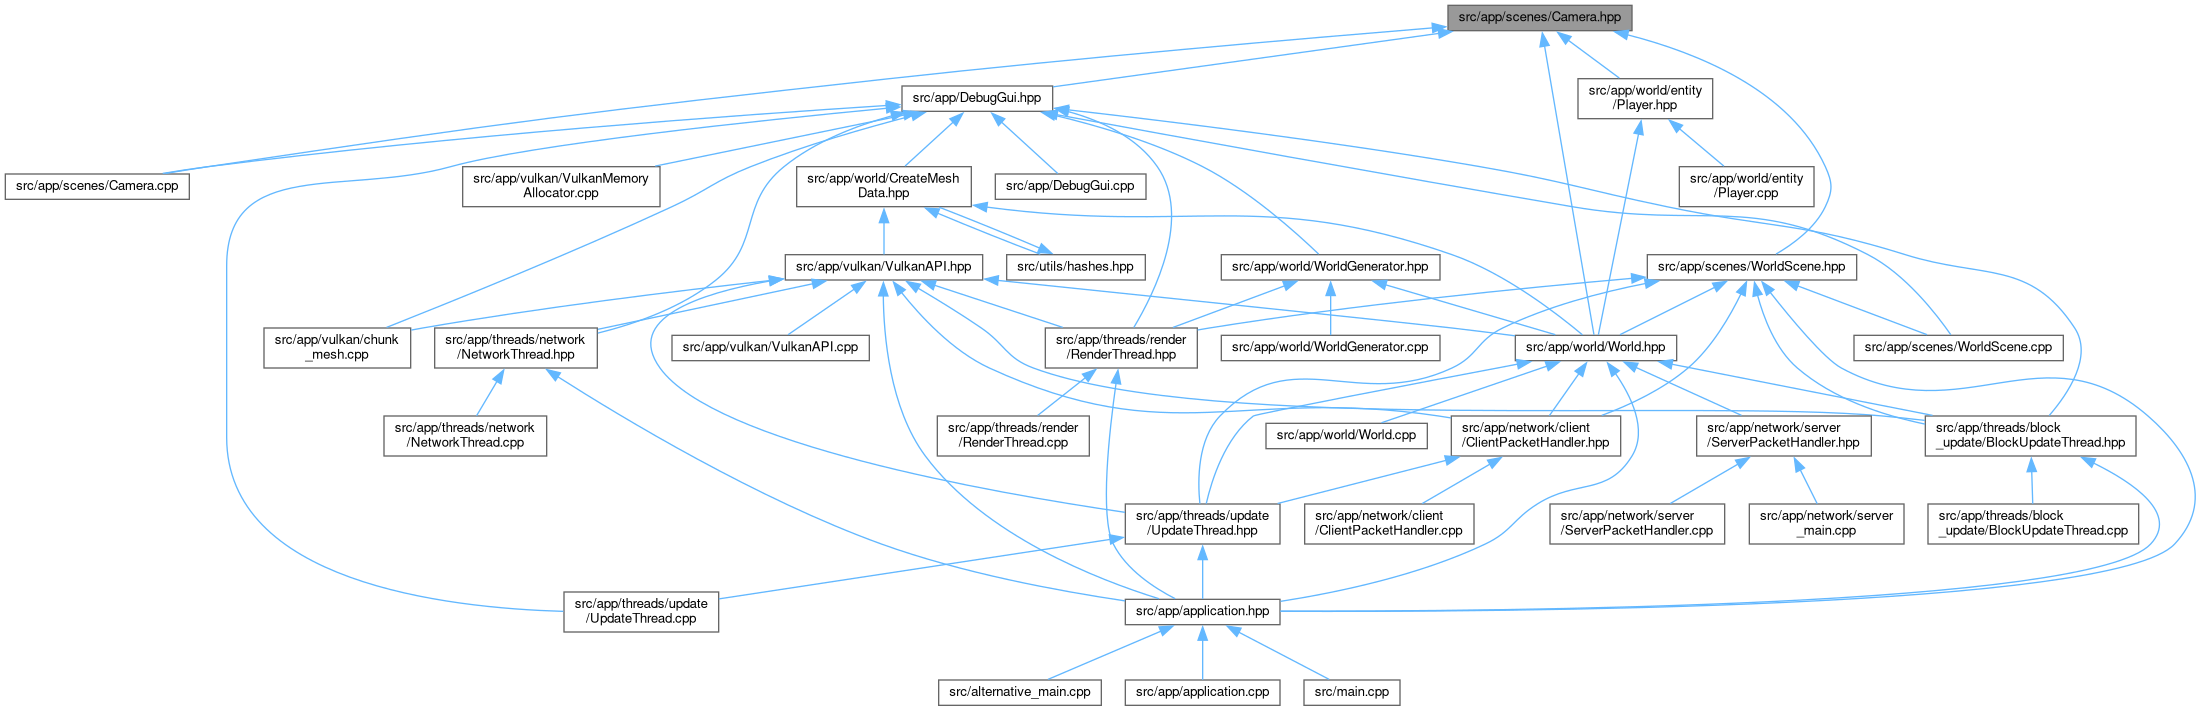 src/app/scenes/Camera.hpp
src/app/DebugGui.hpp
src/app/world/entity
/Player.hpp
src/app/scenes/Camera.cpp
src/app/vulkan/VulkanMemory
Allocator.cpp
src/app/world/CreateMesh
Data.hpp
src/app/DebugGui.cpp
src/app/world/entity
/Player.cpp
src/app/vulkan/VulkanAPI.hpp
src/utils/hashes.hpp
src/app/world/WorldGenerator.hpp
src/app/scenes/WorldScene.hpp
src/app/vulkan/chunk
_mesh.cpp
src/app/threads/network
/NetworkThread.hpp
src/app/vulkan/VulkanAPI.cpp
src/app/threads/render
/RenderThread.hpp
src/app/world/WorldGenerator.cpp
src/app/world/World.hpp
src/app/scenes/WorldScene.cpp
src/app/threads/network
/NetworkThread.cpp
src/app/threads/render
/RenderThread.cpp
src/app/world/World.cpp
src/app/network/client
/ClientPacketHandler.hpp
src/app/network/server
/ServerPacketHandler.hpp
src/app/threads/block
_update/BlockUpdateThread.hpp
src/app/threads/update
/UpdateThread.hpp
src/app/network/client
/ClientPacketHandler.cpp
src/app/network/server
/ServerPacketHandler.cpp
src/app/network/server
_main.cpp
src/app/threads/block
_update/BlockUpdateThread.cpp
src/app/threads/update
/UpdateThread.cpp
src/app/application.hpp
src/alternative_main.cpp
src/app/application.cpp
src/main.cpp